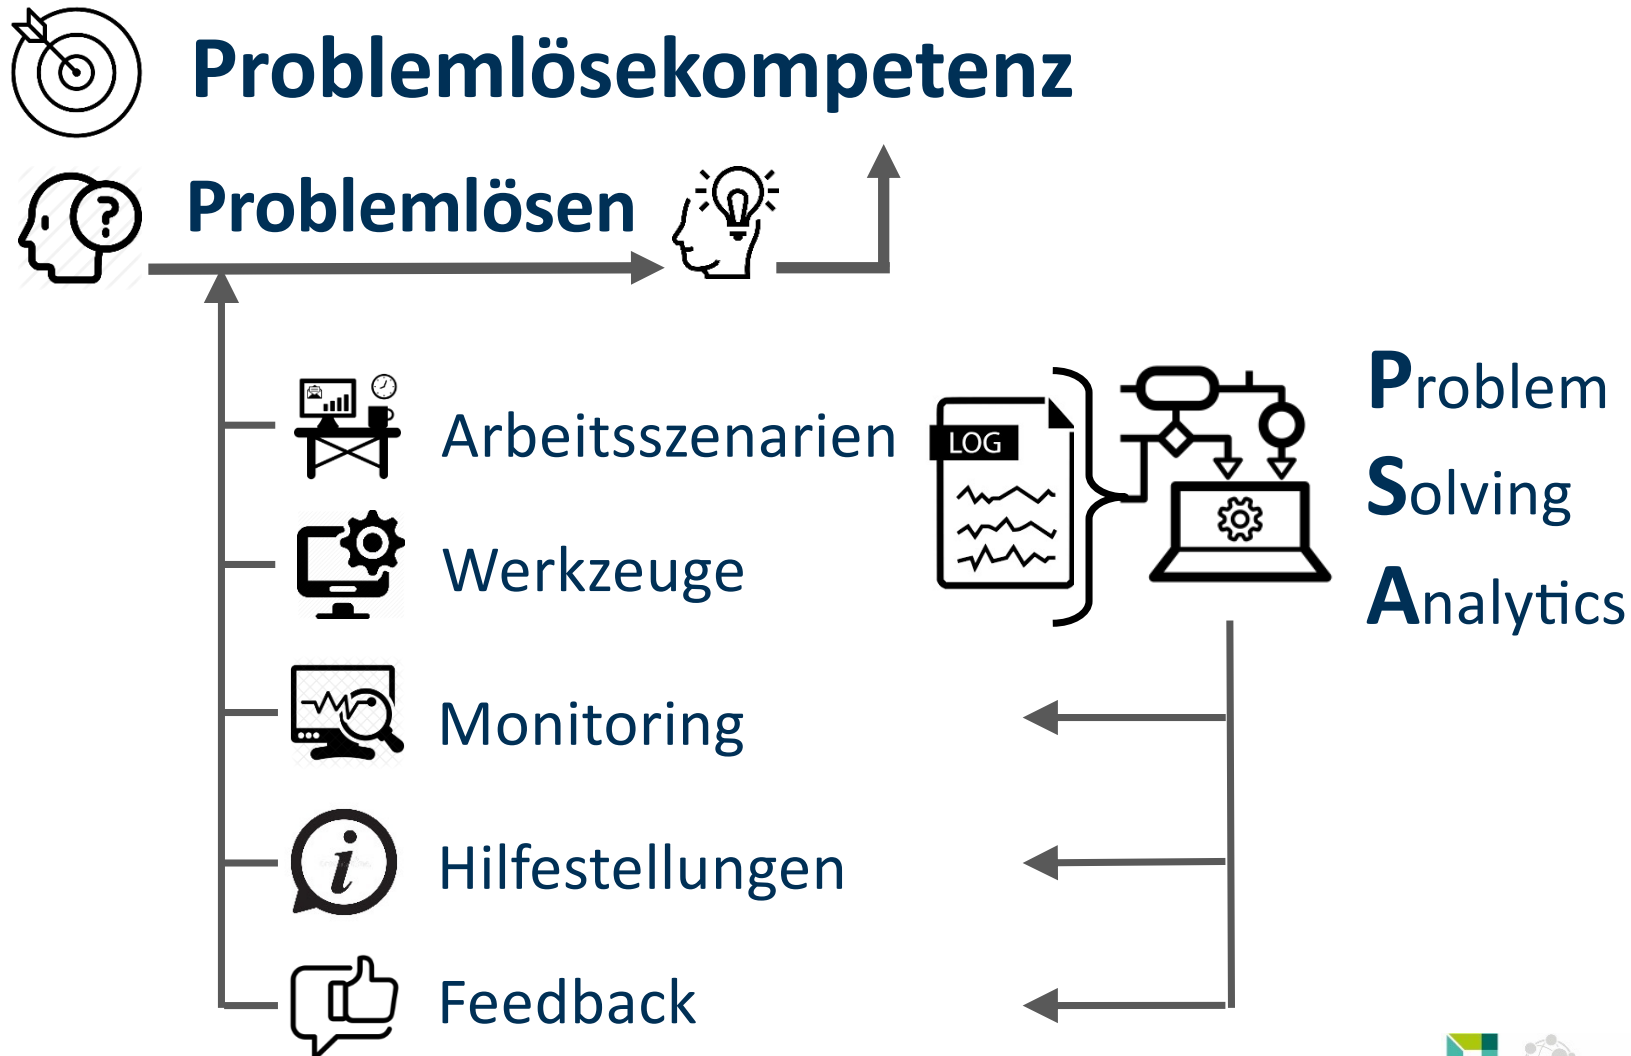 Problemlösekompetenz
?
Problemlösen
Arbeitsszenarien
LOG
Problem
Solving
Analytics
Werkzeuge
Monitoring
i
Hilfestellungen
Feedback